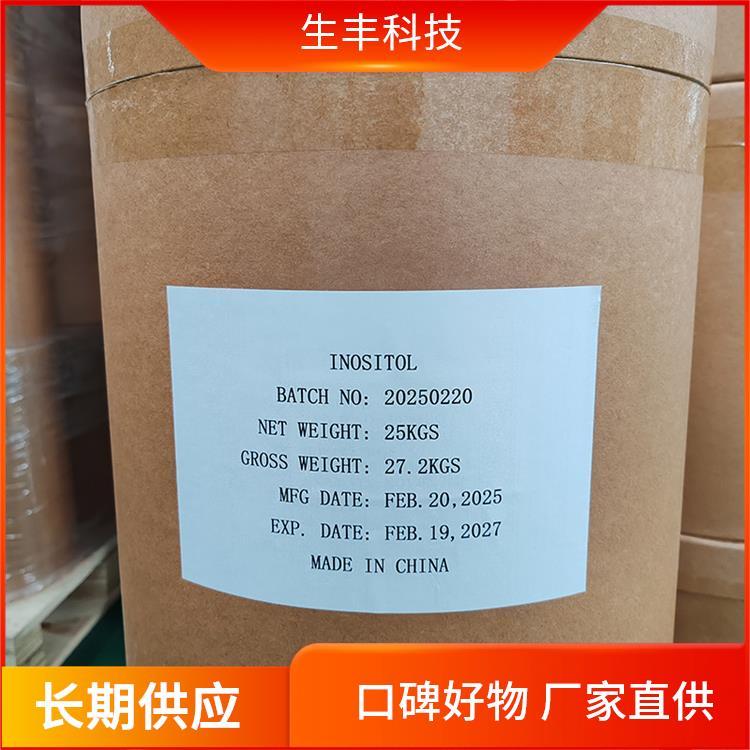 生丰科技
INOSITOL
BATCH NO: 20250220
NET WEIGHT: 25KGS
GROSS WEIGHT: 27.2KGS
MFG DATE: FEB.20,2025
EXP. DATE: FEB.19,2027
MADE IN CHINA
长期供应
口碑好物 厂家直供